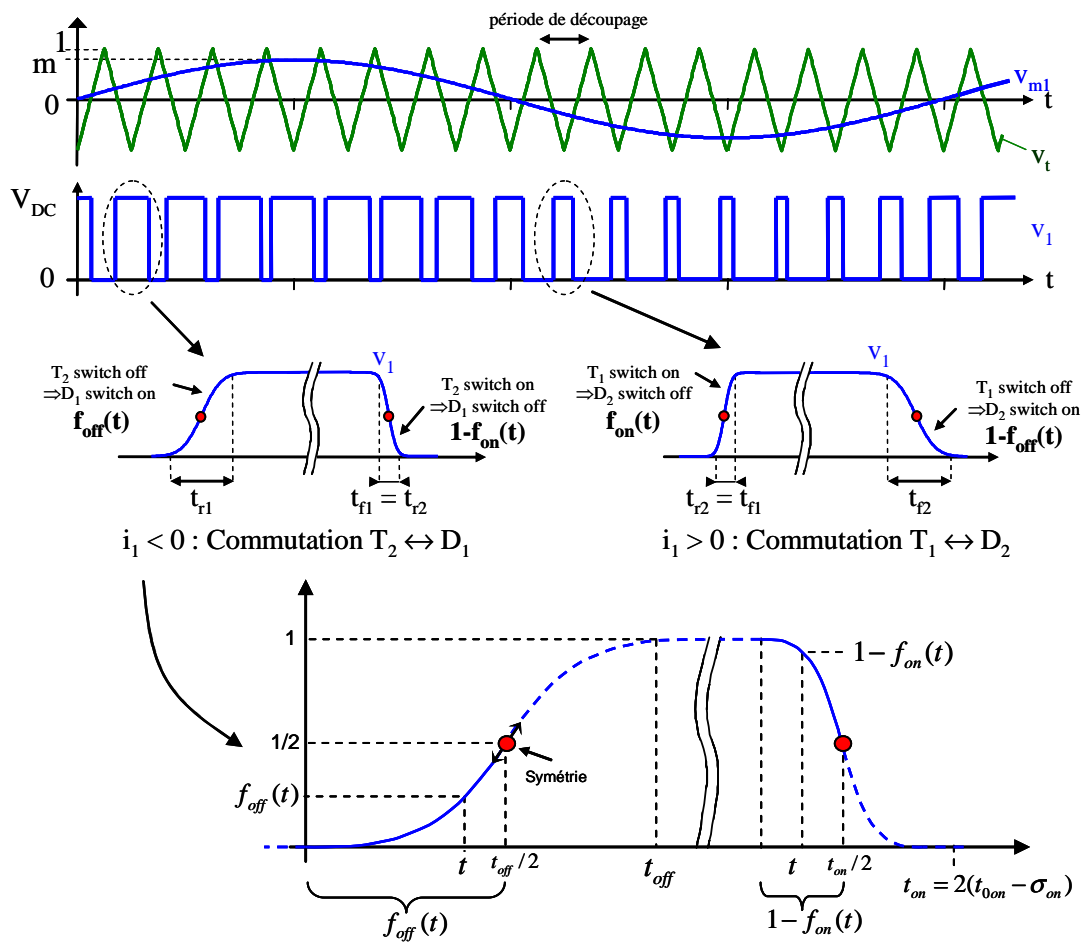 période de découpage
1
m
0
v_m1
t
v_t
V_DC
v_1
0
t
T_2 switch off
⇒D_1 switch on
f_off(t)
v_1
T_2 switch on
⇒D_1 switch off
1-f_on(t)
T_1 switch on
⇒D_2 switch off
f_on(t)
v_1
T_1 switch off
⇒D_2 switch on
1-f_off(t)
t_r1
t_f1 = t_r2
t_r2 = t_f1
t_f2
i_1 < 0 : Commutation T_2 ↔ D_1
i_1 > 0 : Commutation T_1 ↔ D_2
1
1 − f_on(t)
1/2
Symétrie
f_off(t)
t
t_off/2
t_off
t
t_on/2
t_on = 2(t_0on − σ_on)
f_off(t)
1 − f_on(t)